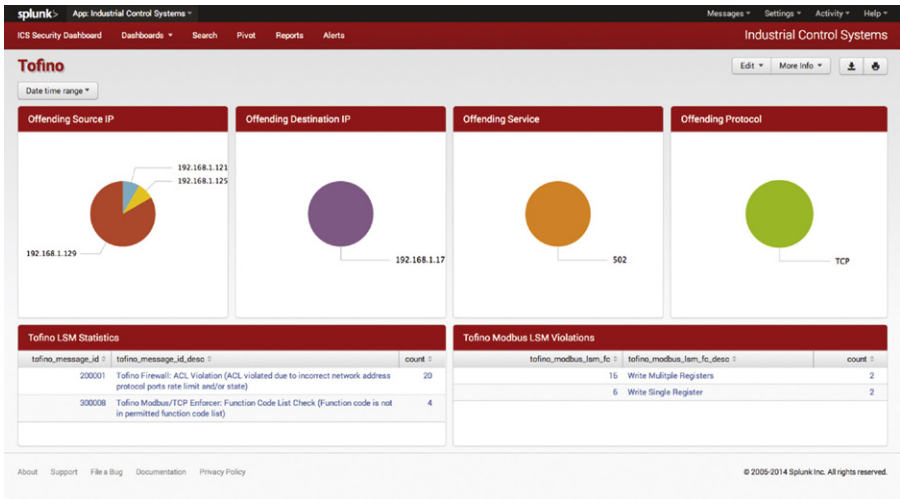 splunk> App: Industrial Control Systems Messages Settings Activity Help
ICS Security Dashboard Dashboards Search Pivot Reports Alerts Industrial Control Systems
Tofino Edit More Info
Date time range
Offending Source IP
192.168.1.121
192.168.1.125
192.168.1.129
Offending Destination IP
192.168.1.17
Offending Service
502
Offending Protocol
TCP
Tofino LSM Statistics
tofino_message_id tofino_message_id_desc count
200001 Tofino Firewall: ACL Violation (ACL violated due to incorrect network address 20
protocol ports rate limit and/or state)
300008 Tofino Modbus/TCP Enforcer: Function Code List Check (Function code is not 4
in permitted function code list)
Tofino Modbus LSM Violations
tofino_modbus_lsm_fc tofino_modbus_lsm_fc_desc count
16 Write Mulitple Registers 2
6 Write Single Register 2
About Support File a Bug Documentation Privacy Policy © 2005-2014 Splunk Inc. All rights reserved.